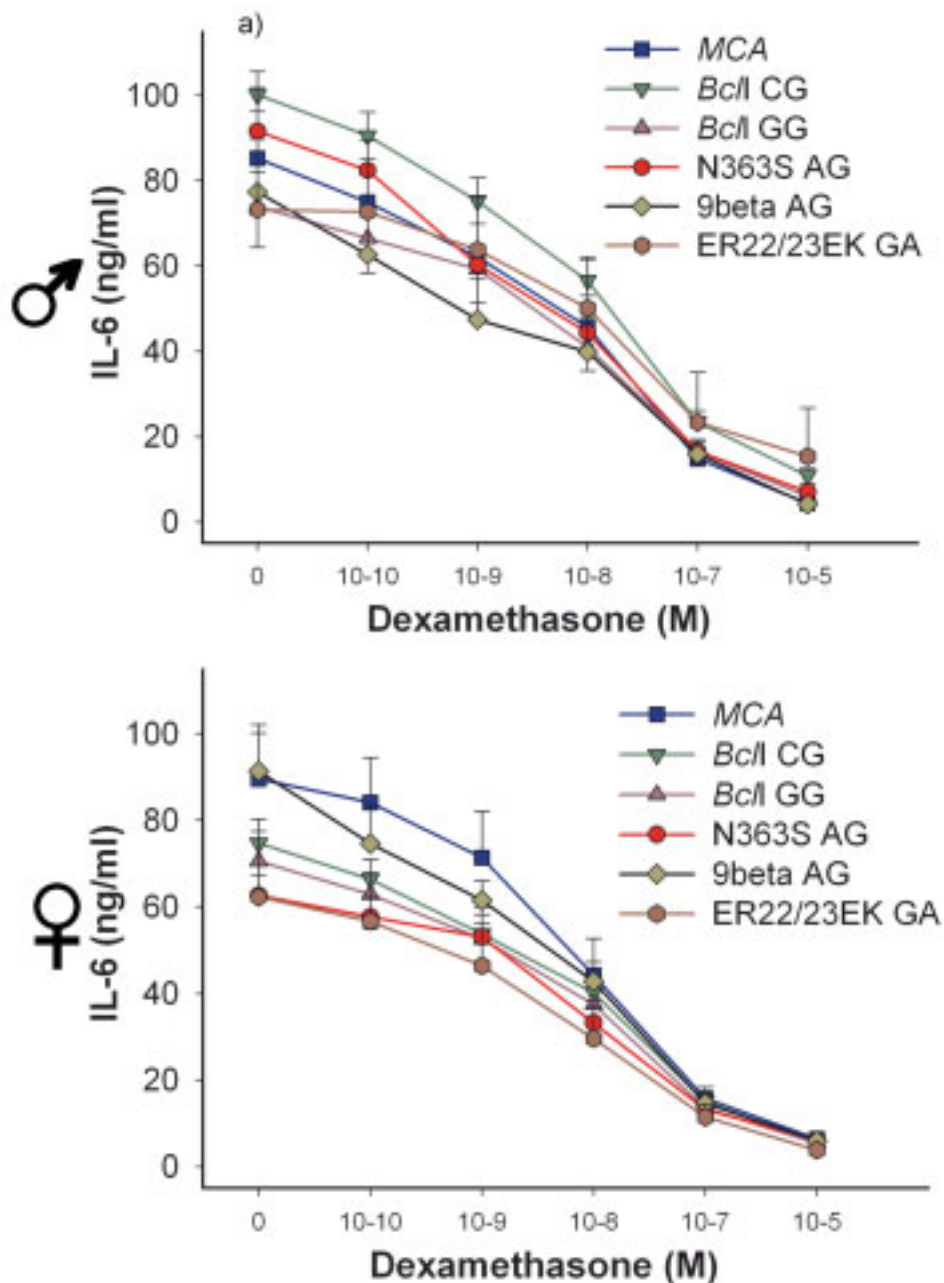 a)
MCA
BclI CG
BclI GG
N363S AG
9beta AG
ER22/23EK GA
IL-6 (ng/ml)
100
80
60
40
20
0
0 10-10 10-9 10-8 10-7 10-5
Dexamethasone (M)
MCA
BclI CG
BclI GG
N363S AG
9beta AG
ER22/23EK GA
IL-6 (ng/ml)
100
80
60
40
20
0
0 10-10 10-9 10-8 10-7 10-5
Dexamethasone (M)